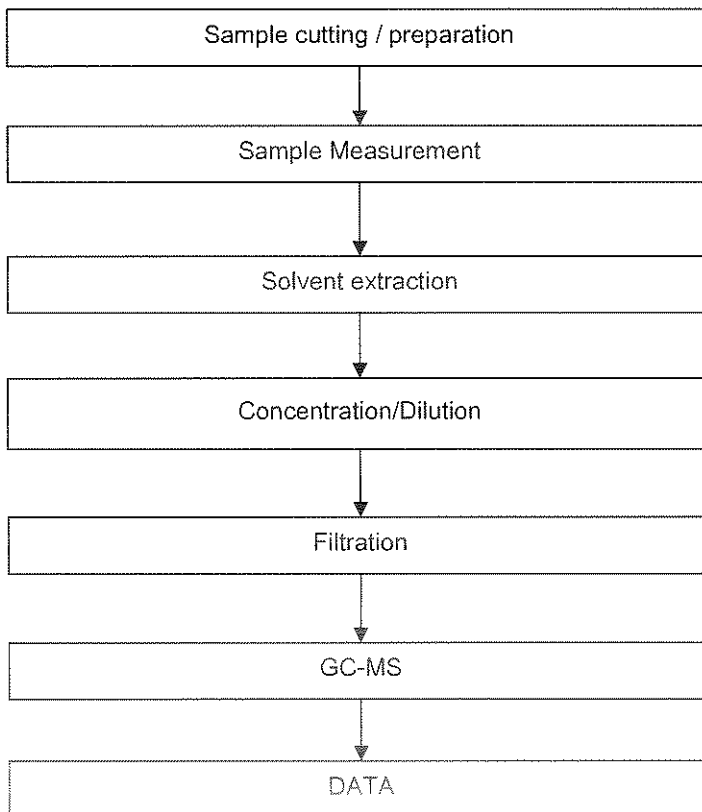 Sample cutting / preparation
Sample Measurement
Solvent extraction
Concentration/Dilution
Filtration
GC-MS
DATA